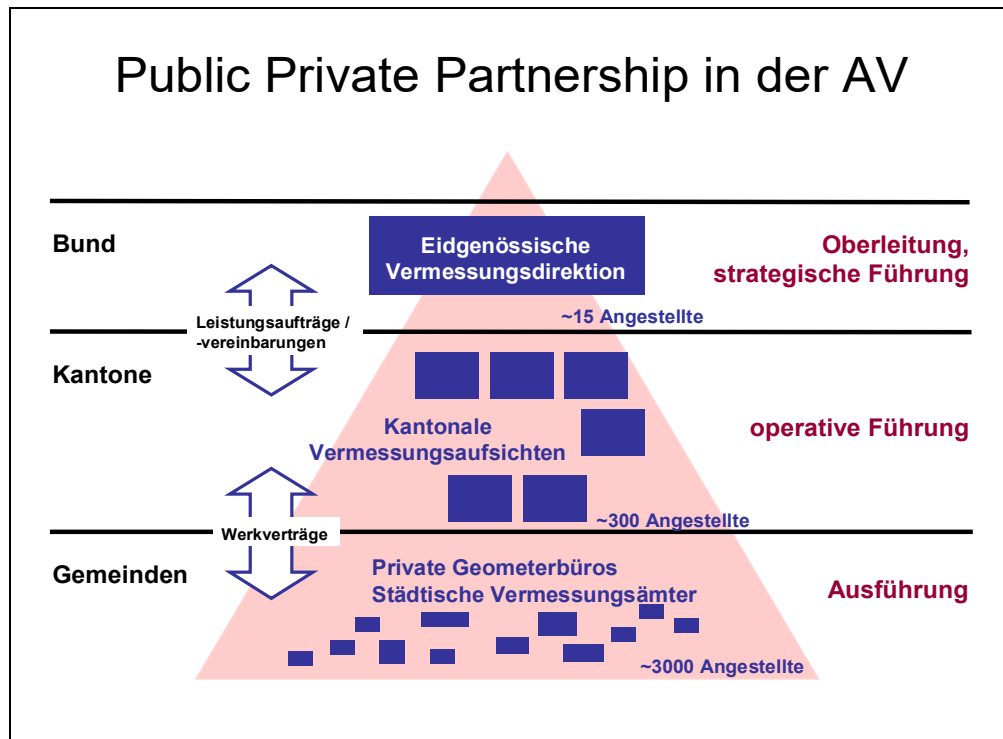 Public Private Partnership in der AV
Bund
Eidgenössische
Vermessungsdirektion
Oberleitung,
strategische Führung
Leistungsaufträge /
-vereinbarungen
~15 Angestellte
Kantone
Kantonale
Vermessungsaufsichten
operative Führung
~300 Angestellte
Werkverträge
Gemeinden
Private Geometerbüros
Städtische Vermessungsämter
Ausführung
~3000 Angestellte